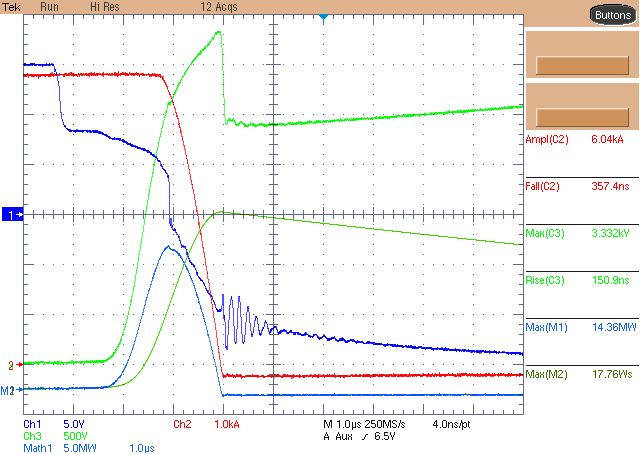 Tek Run Hi Res 12 Acqs
Buttons
Ampl(C2) 6.04kA
Fall(C2) 357.4ns
1
Max(C3) 3.332kV
Rise(C3) 150.9ns
Max(M1) 14.36MW
Max(M2) 17.76Ws
Ch1 5.0V Ch2 1.0kA M 1.0µs 250MS/s 4.0ns/pt
Ch3 500V A Aux 6.5V
Math1 5.0MW 1.0µs